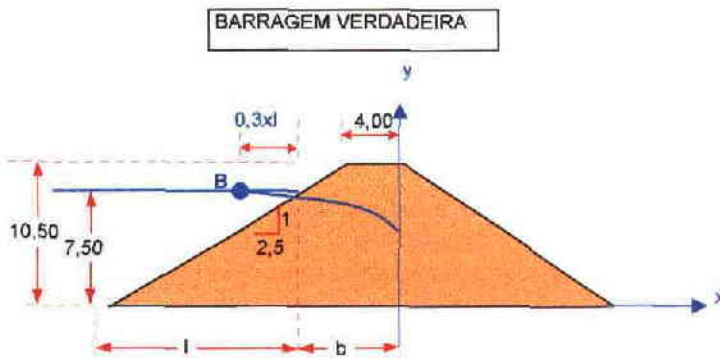 BARRAGEM VERDADEIRA
y
0,3xl
4,00
B
10,50
7,50
1
2,5
x
l
b